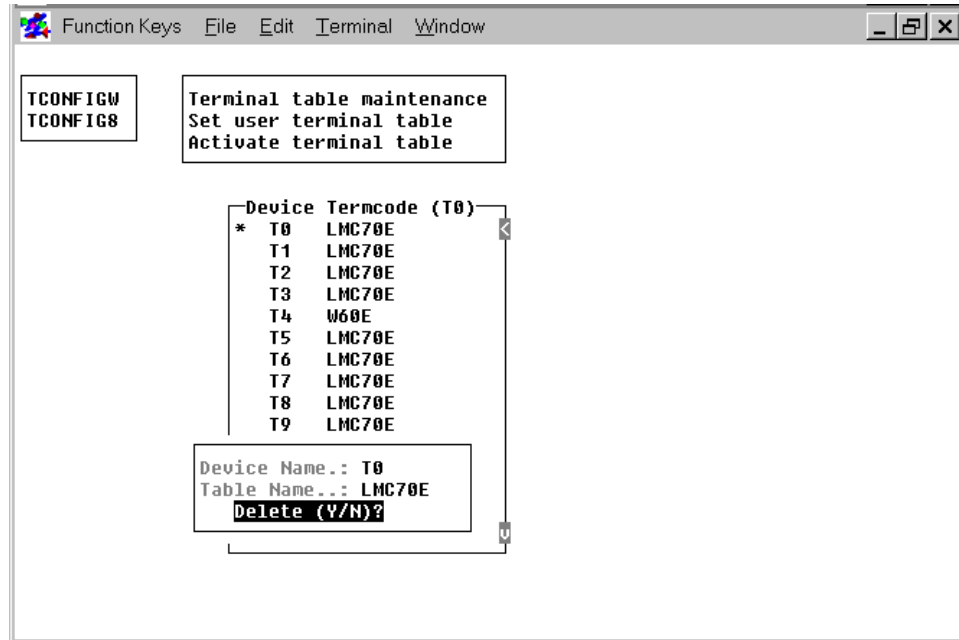 Function Keys File Edit Terminal Window
TCONFIGW
TCONFIG8
Terminal table maintenance
Set user terminal table
Activate terminal table
Device Termcode (T0)
* T0 LMC70E
T1 LMC70E
T2 LMC70E
T3 LMC70E
T4 W60E
T5 LMC70E
T6 LMC70E
T7 LMC70E
T8 LMC70E
T9 LMC70E
Device Name.: T0
Table Name..: LMC70E
Delete (Y/N)?